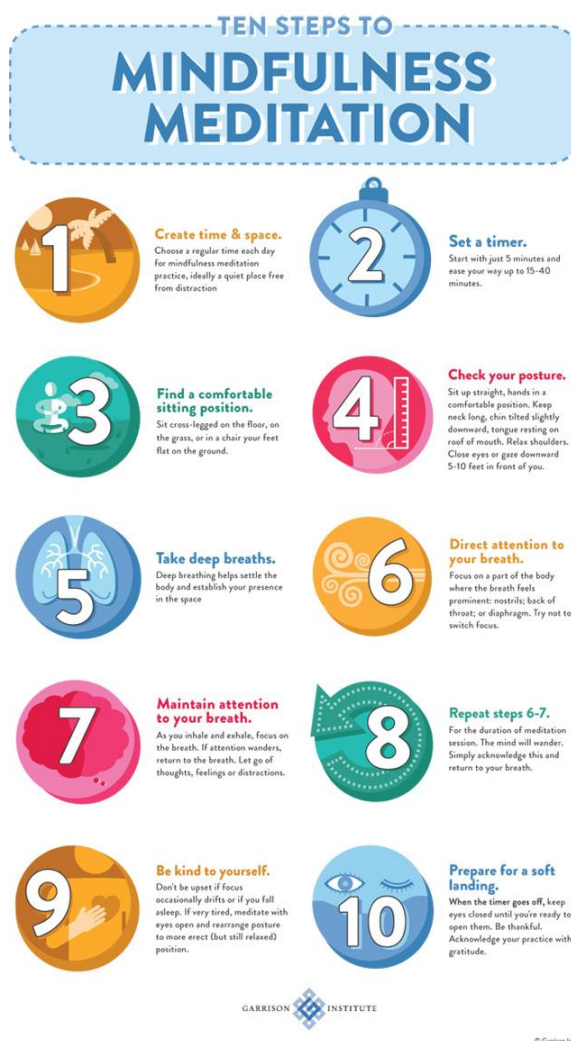 TEN STEPS TO
MINDFULNESS
MEDITATION
1
Create time & space.
Choose a regular time each day
for mindfulness meditation
practice, ideally a quiet place free
from distraction
2
Set a timer.
Start with just 5 minutes and
ease your way up to 15-40
minutes.
3
Find a comfortable
sitting position.
Sit cross-legged on the floor, on
the grass, or in a chair your feet
flat on the ground.
4
Check your posture.
Sit up straight, hands in a
comfortable position. Keep
neck long, chin tilted slightly
downward, tongue resting on
roof of mouth. Relax shoulders.
Close eyes or gaze downward
5-10 feet in front of you.
5
Take deep breaths.
Deep breathing helps settle the
body and establish your presence
in the space
6
Direct attention to
your breath.
Focus on a part of the body
where the breath feels
prominent: nostrils; back of
throat; or diaphragm. Try not to
switch focus.
7
Maintain attention
to your breath.
As you inhale and exhale, focus on
the breath. If attention wanders,
return to the breath. Let go of
thoughts, feelings or distractions.
8
Repeat steps 6-7.
For the duration of meditation
session. The mind will wander.
Simply acknowledge this and
return to your breath.
9
Be kind to yourself.
Don't be upset if focus
occasionally drifts or if you fall
asleep. If very tired, meditate with
eyes open and rearrange posture
to more erect (but still relaxed)
position.
10
Prepare for a soft
landing.
When the timer goes off, keep
eyes closed until you're ready to
open them. Be thankful.
Acknowledge your practice with
gratitude.
GARRISON INSTITUTE
© Garrison